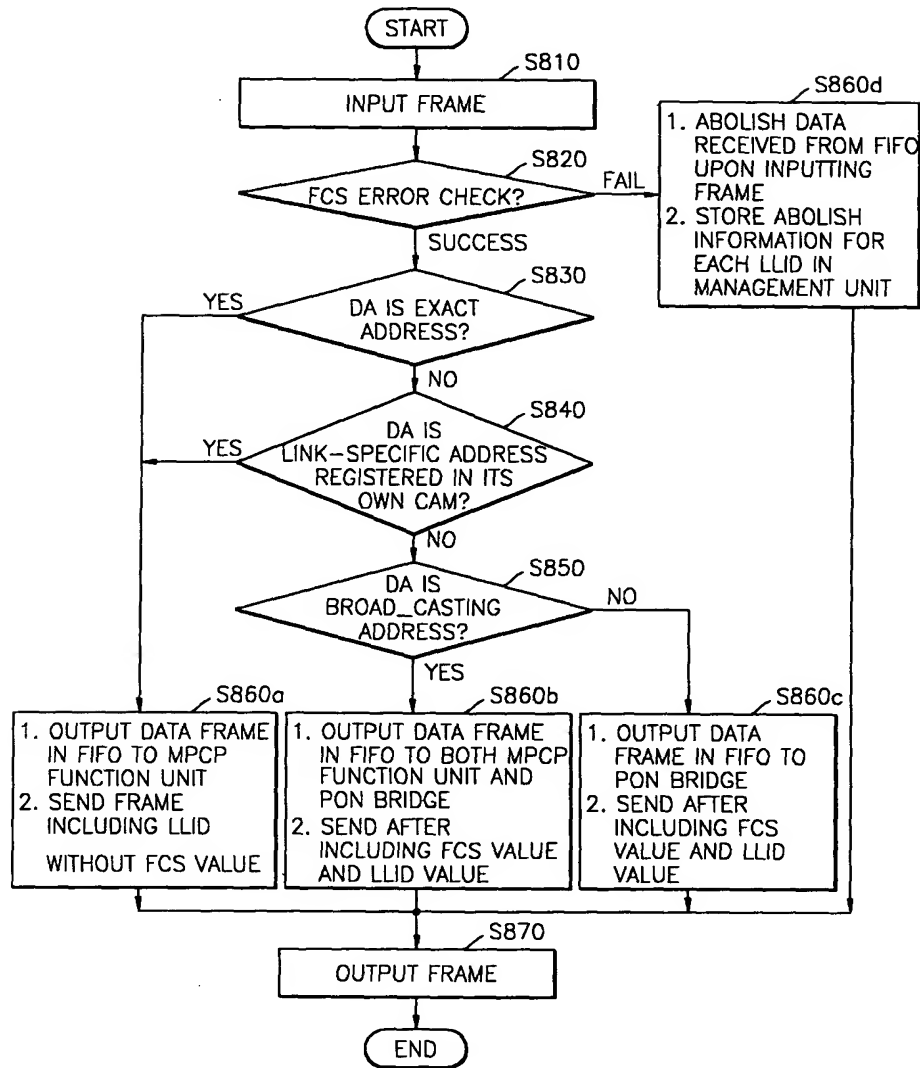 START
S810
INPUT FRAME
S820
FCS ERROR CHECK?
FAIL
SUCCESS
S860d
1. ABOLISH DATA
RECEIVED FROM FIFO
UPON INPUTTING
FRAME
2. STORE ABOLISH
INFORMATION FOR
EACH LLID IN
MANAGEMENT UNIT
S830
YES
DA IS EXACT
ADDRESS?
NO
S840
YES
DA IS
LINK-SPECIFIC ADDRESS
REGISTERED IN ITS
OWN CAM?
NO
S850
DA IS
BROAD_CASTING
ADDRESS?
NO
YES
S860a
1. OUTPUT DATA FRAME
IN FIFO TO MPCP
FUNCTION UNIT
2. SEND FRAME
INCLUDING LLID
WITHOUT FCS VALUE
S860b
1. OUTPUT DATA FRAME
IN FIFO TO BOTH MPCP
FUNCTION UNIT AND
PON BRIDGE
2. SEND AFTER
INCLUDING FCS VALUE
AND LLID VALUE
S860c
1. OUTPUT DATA
FRAME IN FIFO TO
PON BRIDGE
2. SEND AFTER
INCLUDING FCS
VALUE AND LLID
VALUE
S870
OUTPUT FRAME
END